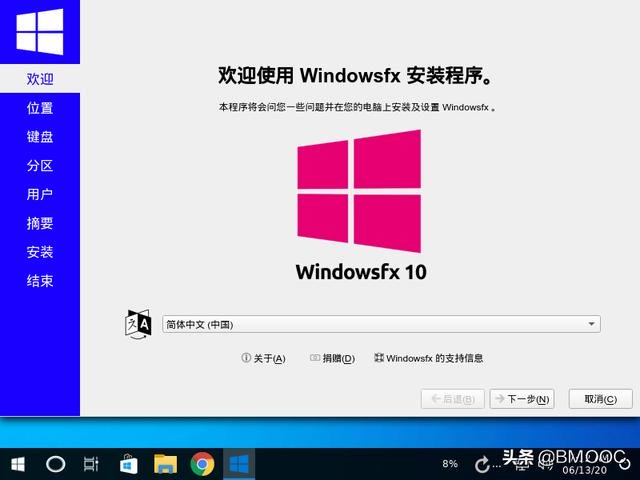 欢迎
位置
键盘
分区
用户
摘要
安装
结束
欢迎使用 Windowsfx 安装程序。
本程序将会问您一些问题并在您的电脑上安装及设置 Windowsfx 。
Windowsfx 10
简体中文 (中国)
关于(A) 捐赠(D) Windowsfx 的支持信息
后退(B) 下一步(N) 取消(C)
8%
头条 @BMOOC
06/13/20